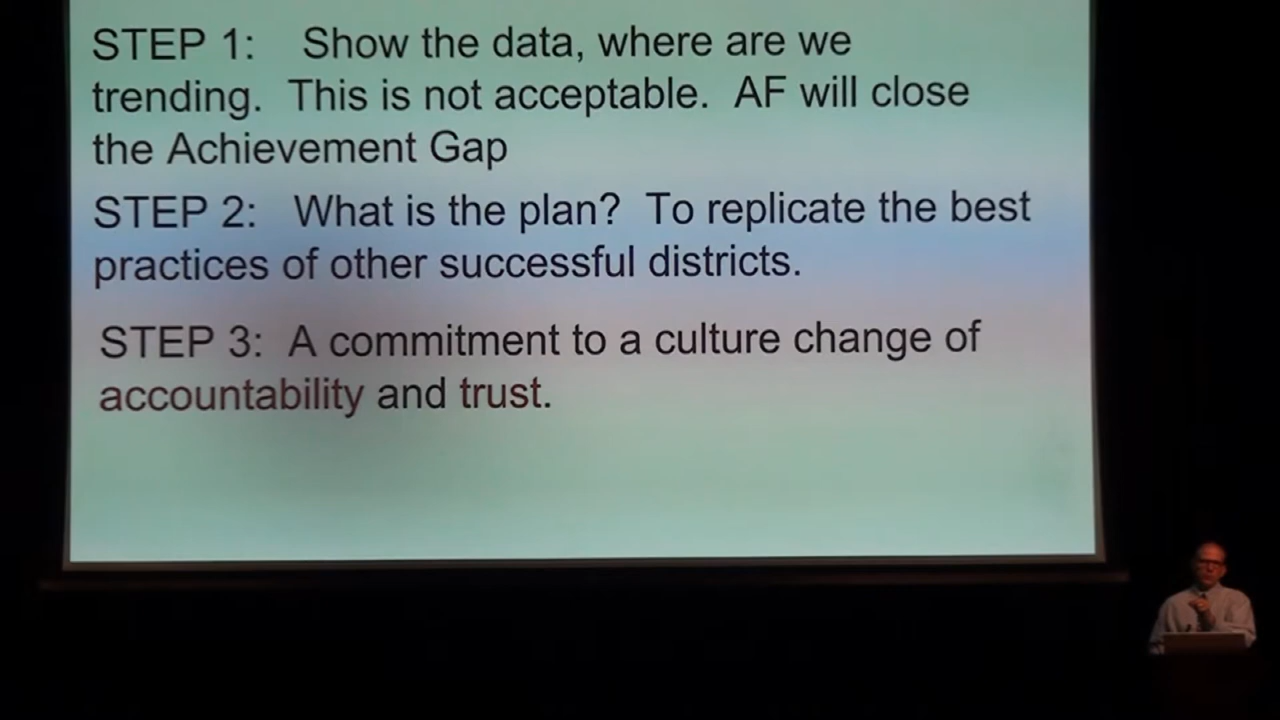 STEP 1: Show the data, where are we
trending. This is not acceptable. AF will close
the Achievement Gap
STEP 2: What is the plan? To replicate the best
practices of other successful districts.
STEP 3: A commitment to a culture change of
accountability and trust.